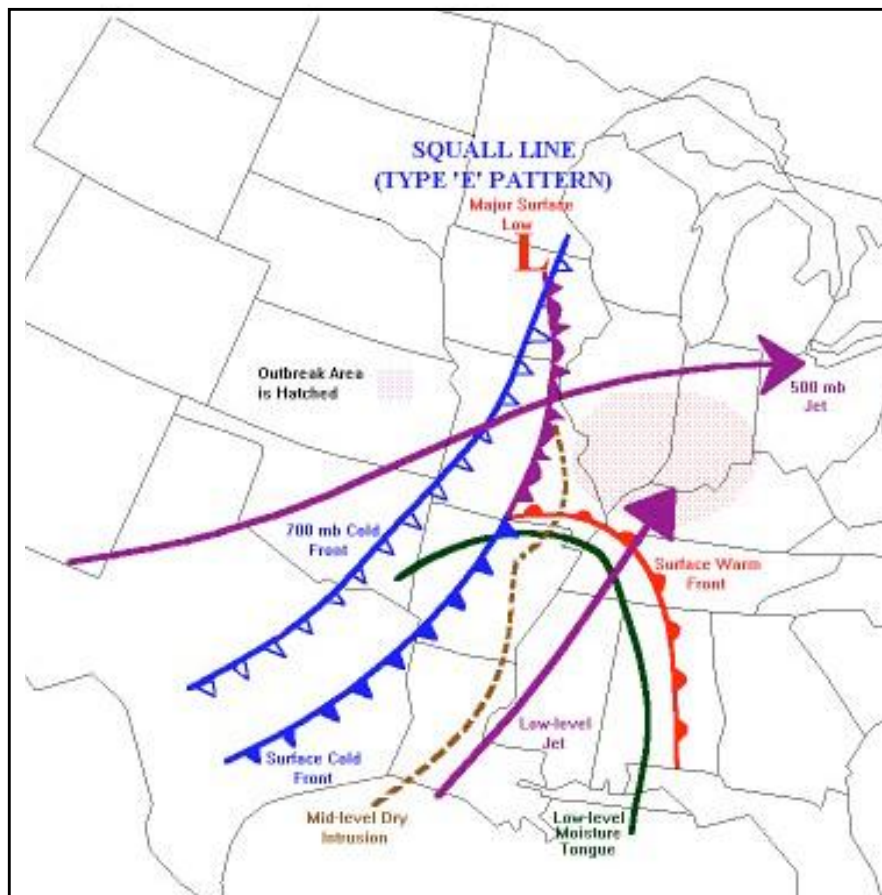 SQUALL LINE
(TYPE 'E' PATTERN)
Major Surface
Low
L
Outbreak Area
is Hatched
500 mb
Jet
700 mb Cold
Front
Surface Warm
Front
Low-level
Jet
Surface Cold
Front
Mid-level Dry
Intrusion
Low-level
Moisture
Tongue